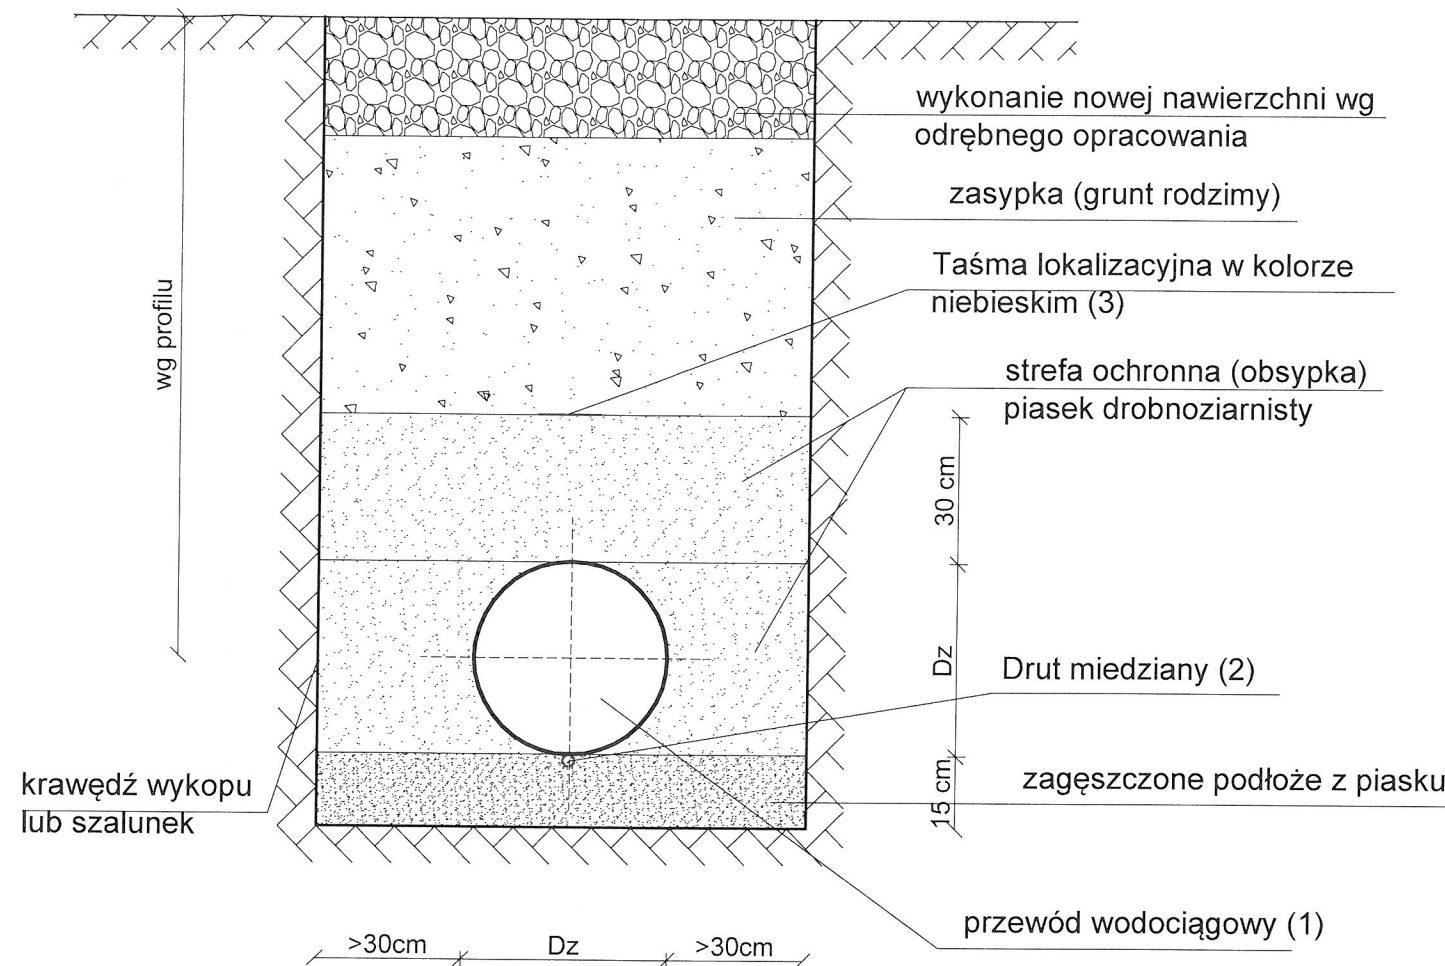 wykonanie nowej nawierzchni wg
odrębnego opracowania
zasypka (grunt rodzimy)
Taśma lokalizacyjna w kolorze
niebieskim (3)
wg profilu
strefa ochronna (obsypka)
piasek drobnoziarnisty
30 cm
Dz
Drut miedziany (2)
15 cm
zagęszczone podłoże z piasku
krawędź wykopu
lub szalunek
przewód wodociągowy (1)
>30cm
Dz
>30cm